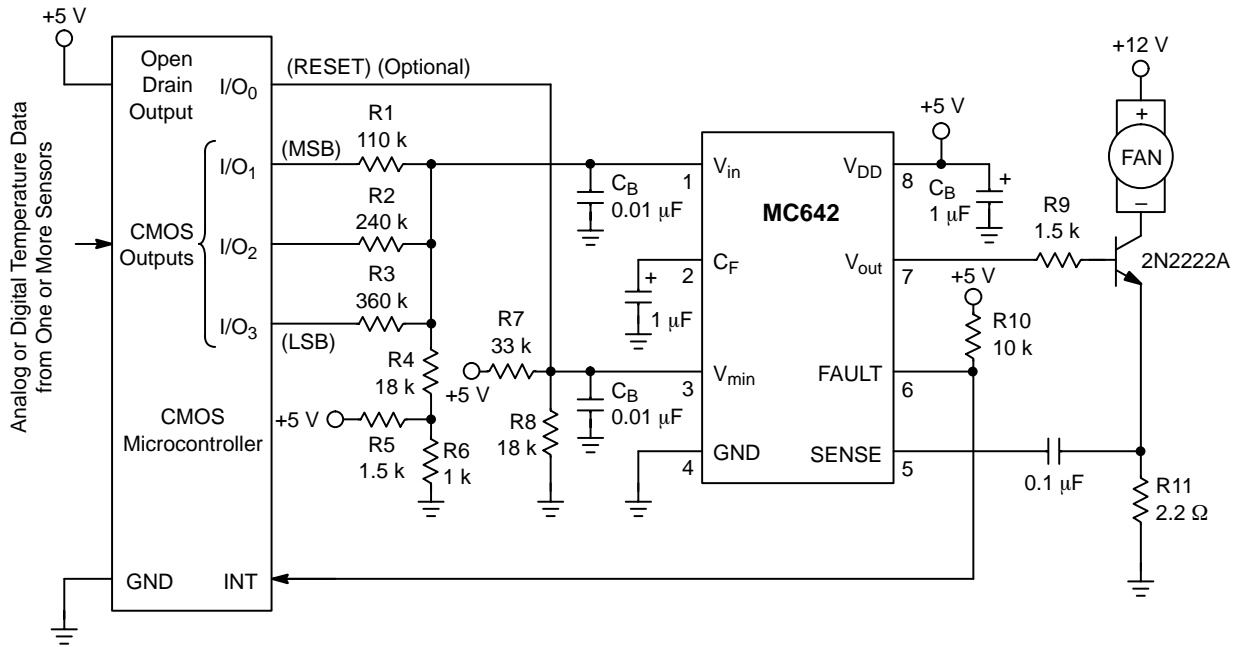 +5 V
Analog or Digital Temperature Data
from One or More Sensors
Open
Drain
Output
I/O0
CMOS
Outputs
I/O1
I/O2
I/O3
CMOS
Microcontroller
GND
INT
(RESET) (Optional)
(MSB)
R1
110 k
R2
240 k
R3
360 k
(LSB)
R4
18 k
+5 V
R5
1.5 k
R6
1 k
R7
33 k
+5 V
R8
18 k
CB
0.01 µF
1 µF
CB
0.01 µF
MC642
1
Vin
2
CF
3
Vmin
4
GND
VDD
8
Vout
7
FAULT
6
SENSE
5
+5 V
CB
1 µF
+
+
R9
1.5 k
+5 V
R10
10 k
0.1 µF
+12 V
+
FAN
–
2N2222A
R11
2.2 Ω